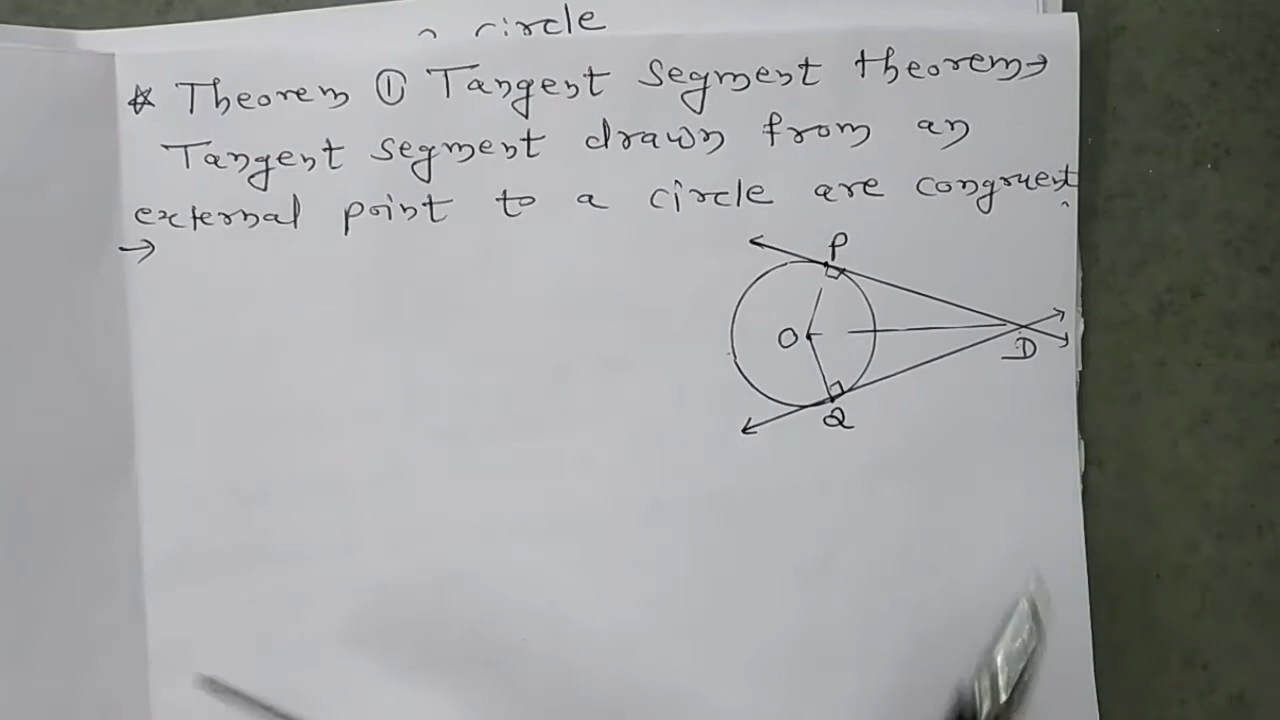 circle
* Theorem ① Tangent segment theorem→
Tangent segment drawn from an
external point to a circle are congruent
→
P
O
D
Q